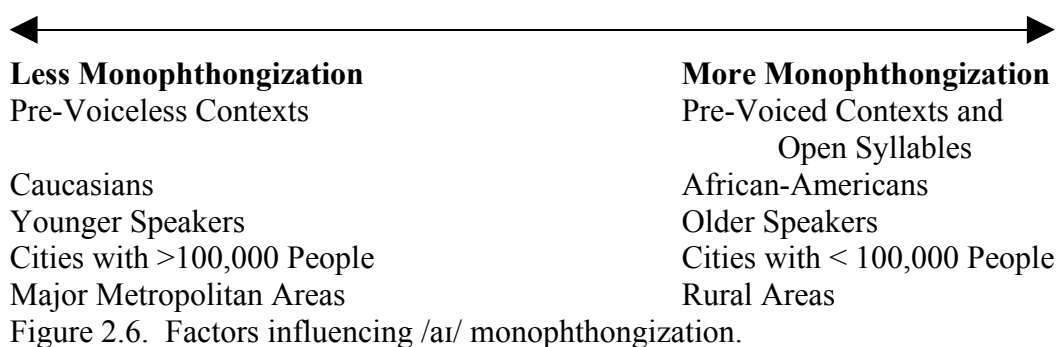 Less Monophthongization More Monophthongization
Pre-Voiceless Contexts Pre-Voiced Contexts and
Open Syllables
Caucasians African-Americans
Younger Speakers Older Speakers
Cities with >100,000 People Cities with < 100,000 People
Major Metropolitan Areas Rural Areas
Figure 2.6. Factors influencing /aɪ/ monophthongization.